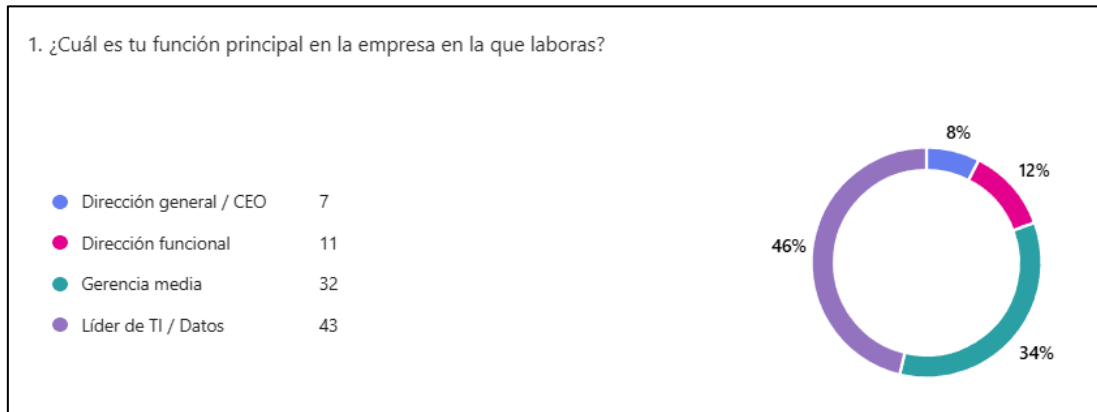 1. ¿Cuál es tu función principal en la empresa en la que laboras?
Dirección general / CEO 7
Dirección funcional 11
Gerencia media 32
Líder de TI / Datos 43
8%
12%
46%
34%